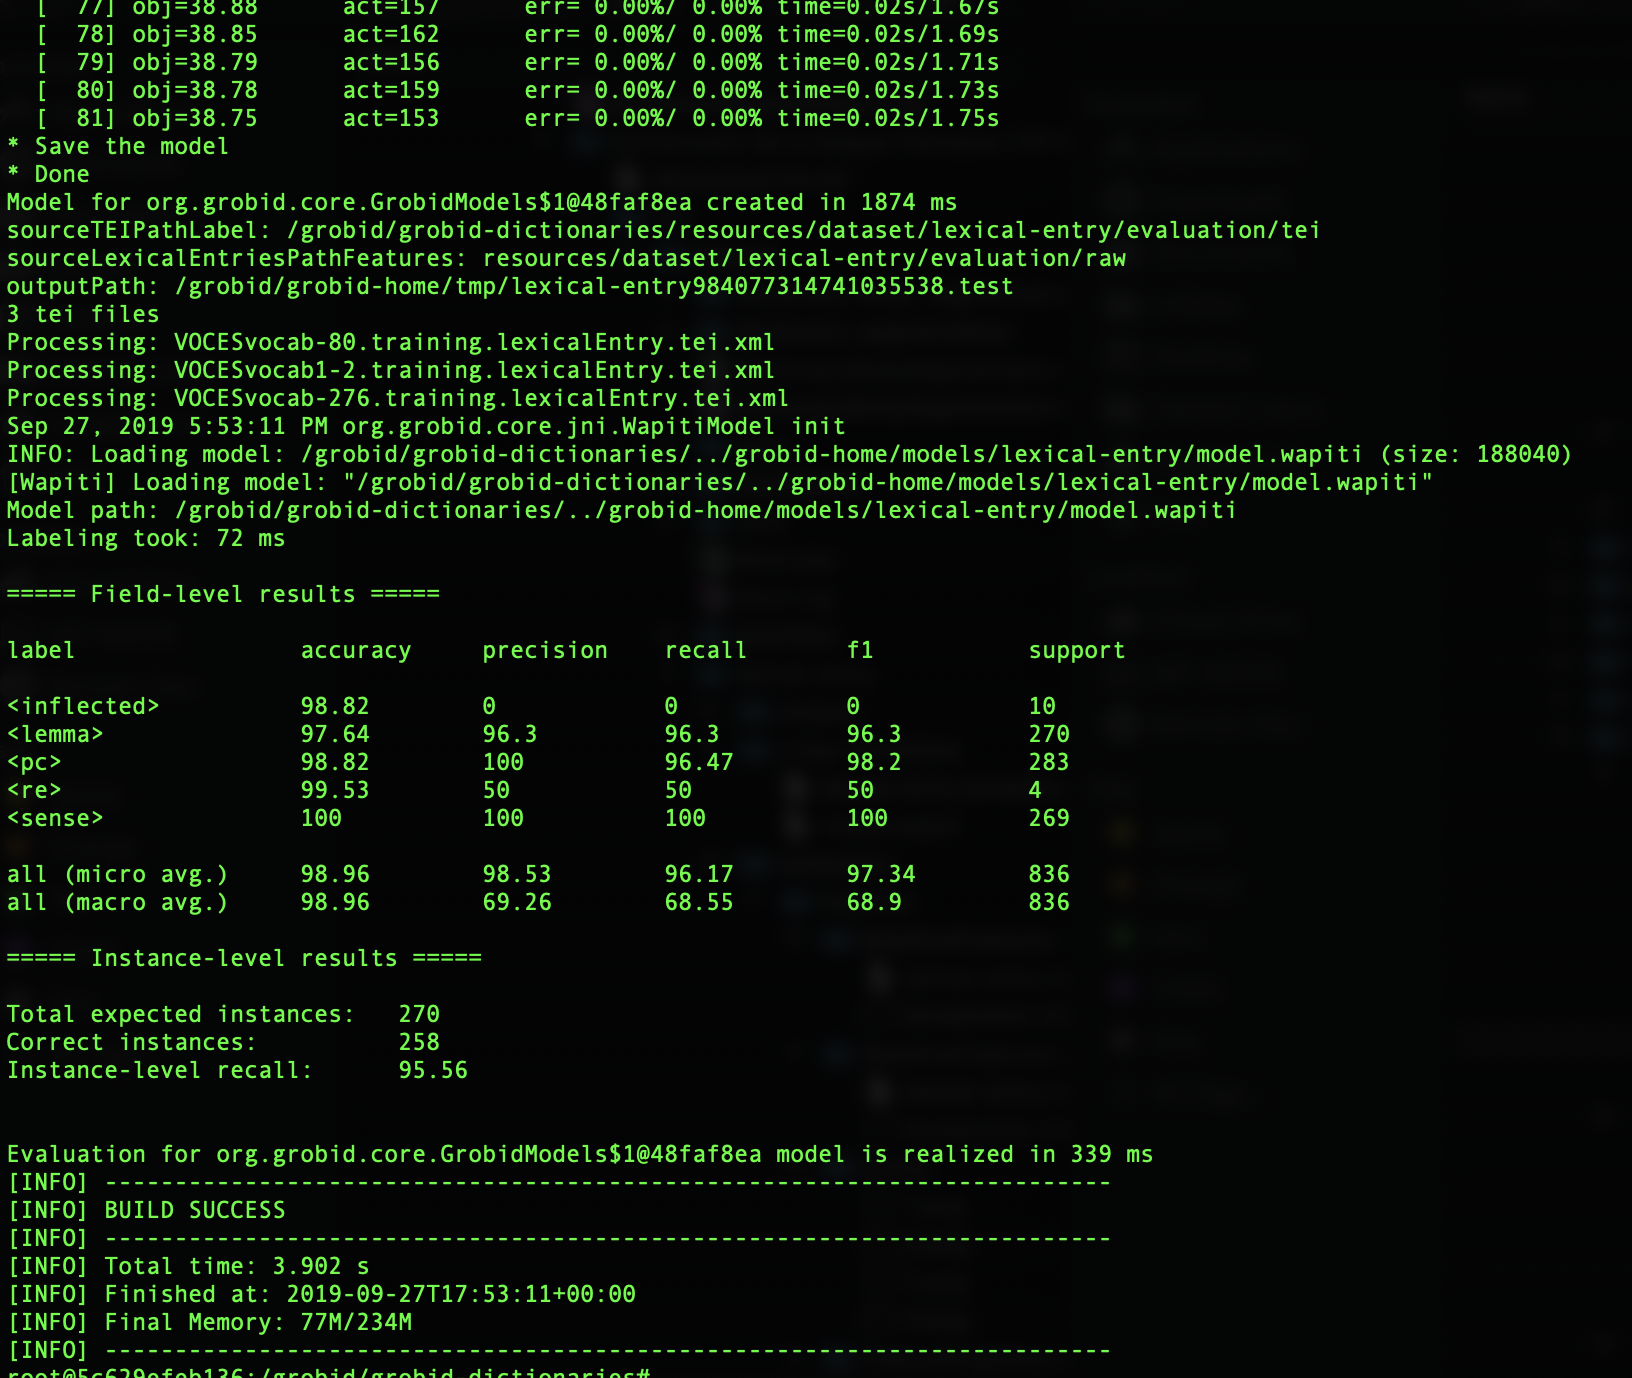 [  77] obj=38.88      act=157      err= 0.00%/ 0.00% time=0.02s/1.67s
[  78] obj=38.85      act=162      err= 0.00%/ 0.00% time=0.02s/1.69s
[  79] obj=38.79      act=156      err= 0.00%/ 0.00% time=0.02s/1.71s
[  80] obj=38.78      act=159      err= 0.00%/ 0.00% time=0.02s/1.73s
[  81] obj=38.75      act=153      err= 0.00%/ 0.00% time=0.02s/1.75s
* Save the model
* Done
Model for org.grobid.core.GrobidModels$1@48faf8ea created in 1874 ms
sourceTEIPathLabel: /grobid/grobid-dictionaries/resources/dataset/lexical-entry/evaluation/tei
sourceLexicalEntriesPathFeatures: resources/dataset/lexical-entry/evaluation/raw
outputPath: /grobid/grobid-home/tmp/lexical-entry984077314741035538.test
3 tei files
Processing: VOCESvocab-80.training.lexicalEntry.tei.xml
Processing: VOCESvocab1-2.training.lexicalEntry.tei.xml
Processing: VOCESvocab-276.training.lexicalEntry.tei.xml
Sep 27, 2019 5:53:11 PM org.grobid.core.jni.WapitiModel init
INFO: Loading model: /grobid/grobid-dictionaries/../grobid-home/models/lexical-entry/model.wapiti (size: 188040)
[Wapiti] Loading model: "/grobid/grobid-dictionaries/../grobid-home/models/lexical-entry/model.wapiti"
Model path: /grobid/grobid-dictionaries/../grobid-home/models/lexical-entry/model.wapiti
Labeling took: 72 ms
===== Field-level results =====
label                accuracy     precision    recall       f1           support
<inflected>          98.82        0            0            0            10
<lemma>              97.64        96.3         96.3         96.3         270
<pc>                 98.82        100          96.47        98.2         283
<re>                 99.53        50           50           50           4
<sense>              100          100          100          100          269
all (micro avg.)     98.96        98.53        96.17        97.34        836
all (macro avg.)     98.96        69.26        68.55        68.9         836
===== Instance-level results =====
Total expected instances:   270
Correct instances:          258
Instance-level recall:      95.56
Evaluation for org.grobid.core.GrobidModels$1@48faf8ea model is realized in 339 ms
[INFO] ------------------------------------------------------------------------
[INFO] BUILD SUCCESS
[INFO] ------------------------------------------------------------------------
[INFO] Total time: 3.902 s
[INFO] Finished at: 2019-09-27T17:53:11+00:00
[INFO] Final Memory: 77M/234M
[INFO] ------------------------------------------------------------------------
root@5c629efeb136:/grobid/grobid-dictionaries#